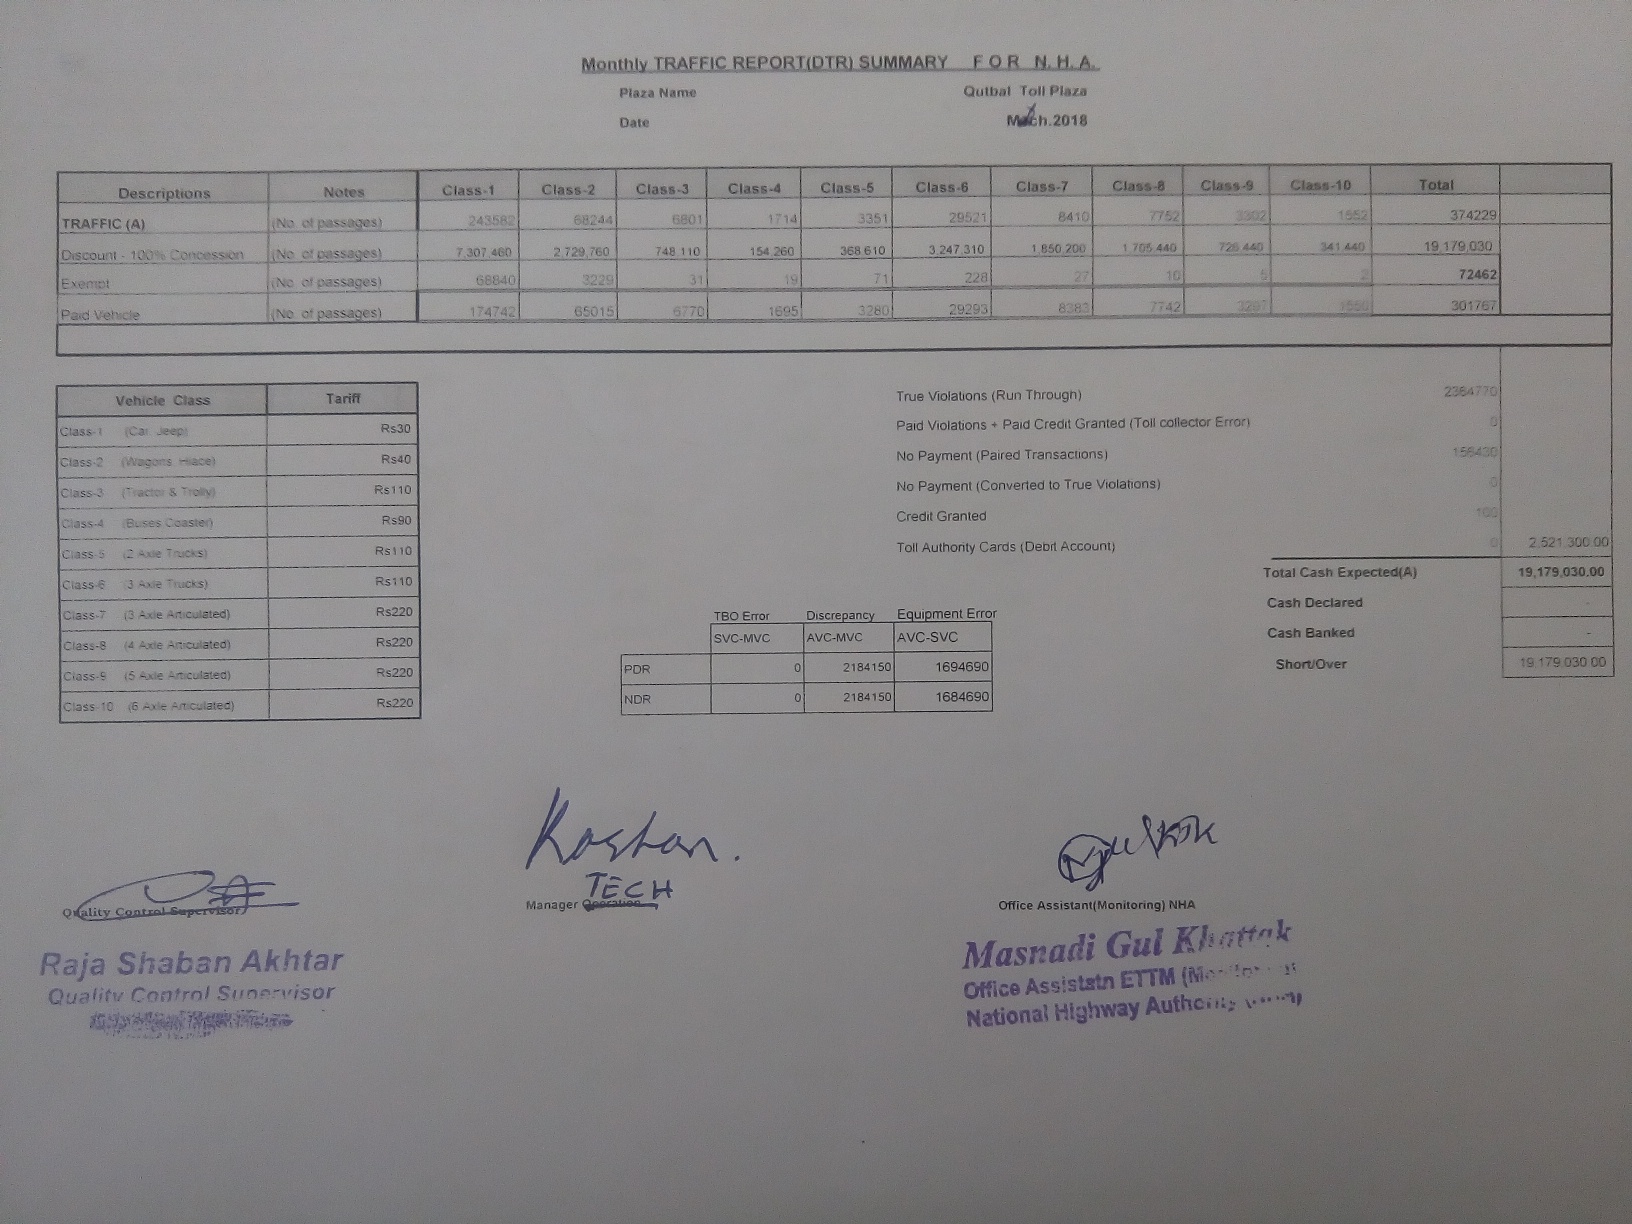 Monthly TRAFFIC REPORT(DTR) SUMMARY FOR N.H.A.
Plaza Name Qutbal Toll Plaza
Date March.2018
Descriptions Notes Class-1 Class-2 Class-3 Class-4 Class-5 Class-6 Class-7 Class-8 Class-9 Class-10 Total
TRAFFIC (A) (No. of passages) 243582 68244 6801 1714 3351 29521 8410 7752 3302 1552 374229
Discount - 100% Concession (No. of passages) 7,307,460 2,729,760 748,110 154,260 368,610 3,247,310 1,850,200 1,705,440 726,440 341,440 19,179,030
Exempt (No. of passages) 68840 3229 31 19 71 228 27 10 5 2 72462
Paid Vehicle (No. of passages) 174742 65015 6770 1695 3280 29293 8383 7742 3297 1550 301767
Vehicle Class Tariff
Class-1 (Car Jeep) Rs30
Class-2 (Wagons Hiace) Rs40
Class-3 (Tractor & Trolly) Rs110
Class-4 (Buses Coaster) Rs90
Class-5 (2 Axle Trucks) Rs110
Class-6 (3 Axle Trucks) Rs110
Class-7 (3 Axle Articulated) Rs220
Class-8 (4 Axle Articulated) Rs220
Class-9 (5 Axle Articulated) Rs220
Class-10 (6 Axle Articulated) Rs220
True Violations (Run Through) 2364770
Paid Violations + Paid Credit Granted (Toll collector Error) 0
No Payment (Paired Transactions) 156430
No Payment (Converted to True Violations) 0
Credit Granted 100
Toll Authority Cards (Debit Account) 0 2,521,300.00
Total Cash Expected(A) 19,179,030.00
Cash Declared -
Cash Banked -
Short/Over 19,179,030.00
TBO Error Discrepancy Equipment Error
SVC-MVC AVC-MVC AVC-SVC
PDR 0 2184150 1694690
NDR 0 2184150 1684690
Roshan.
TECH
Quality Control Supervisor
Manager Operation
Office Assistant(Monitoring) NHA
Raja Shaban Akhtar
Quality Control Supervisor
Masnadi Gul Khattak
Office Assistatn ETTM
National Highway Authority